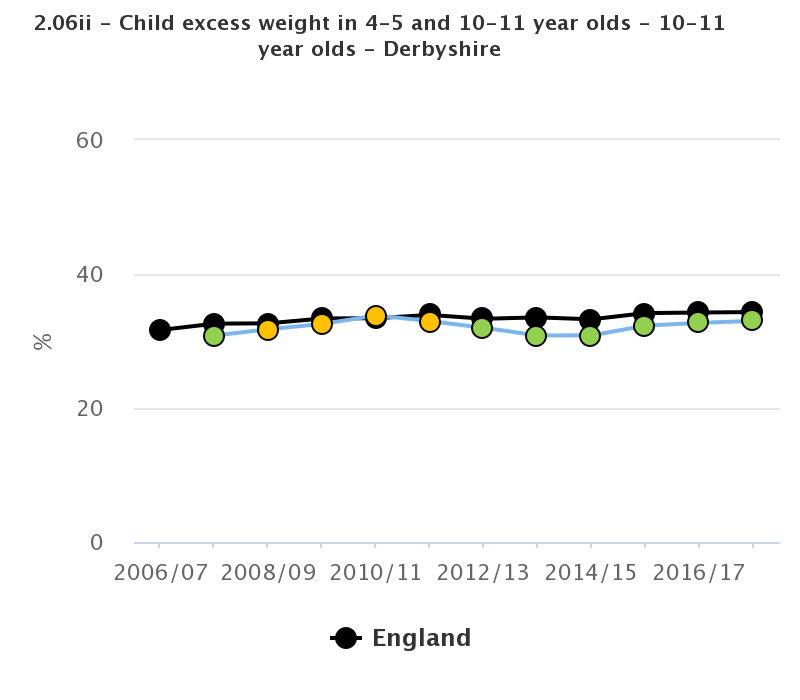 2.06ii – Child excess weight in 4–5 and 10–11 year olds – 10–11
year olds – Derbyshire
60
40
%
20
0
2006/07 2008/09 2010/11 2012/13 2014/15 2016/17
England